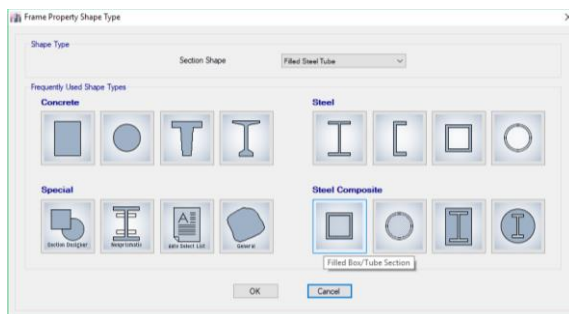 Frame Property Shape Type
Shape Type
Section Shape
Filled Steel Tube
Frequently Used Shape Types
Concrete
Steel
Special
Steel Composite
Section Designer
Nonprismatic
Auto Select List
General
Filled Box/Tube Section
OK
Cancel